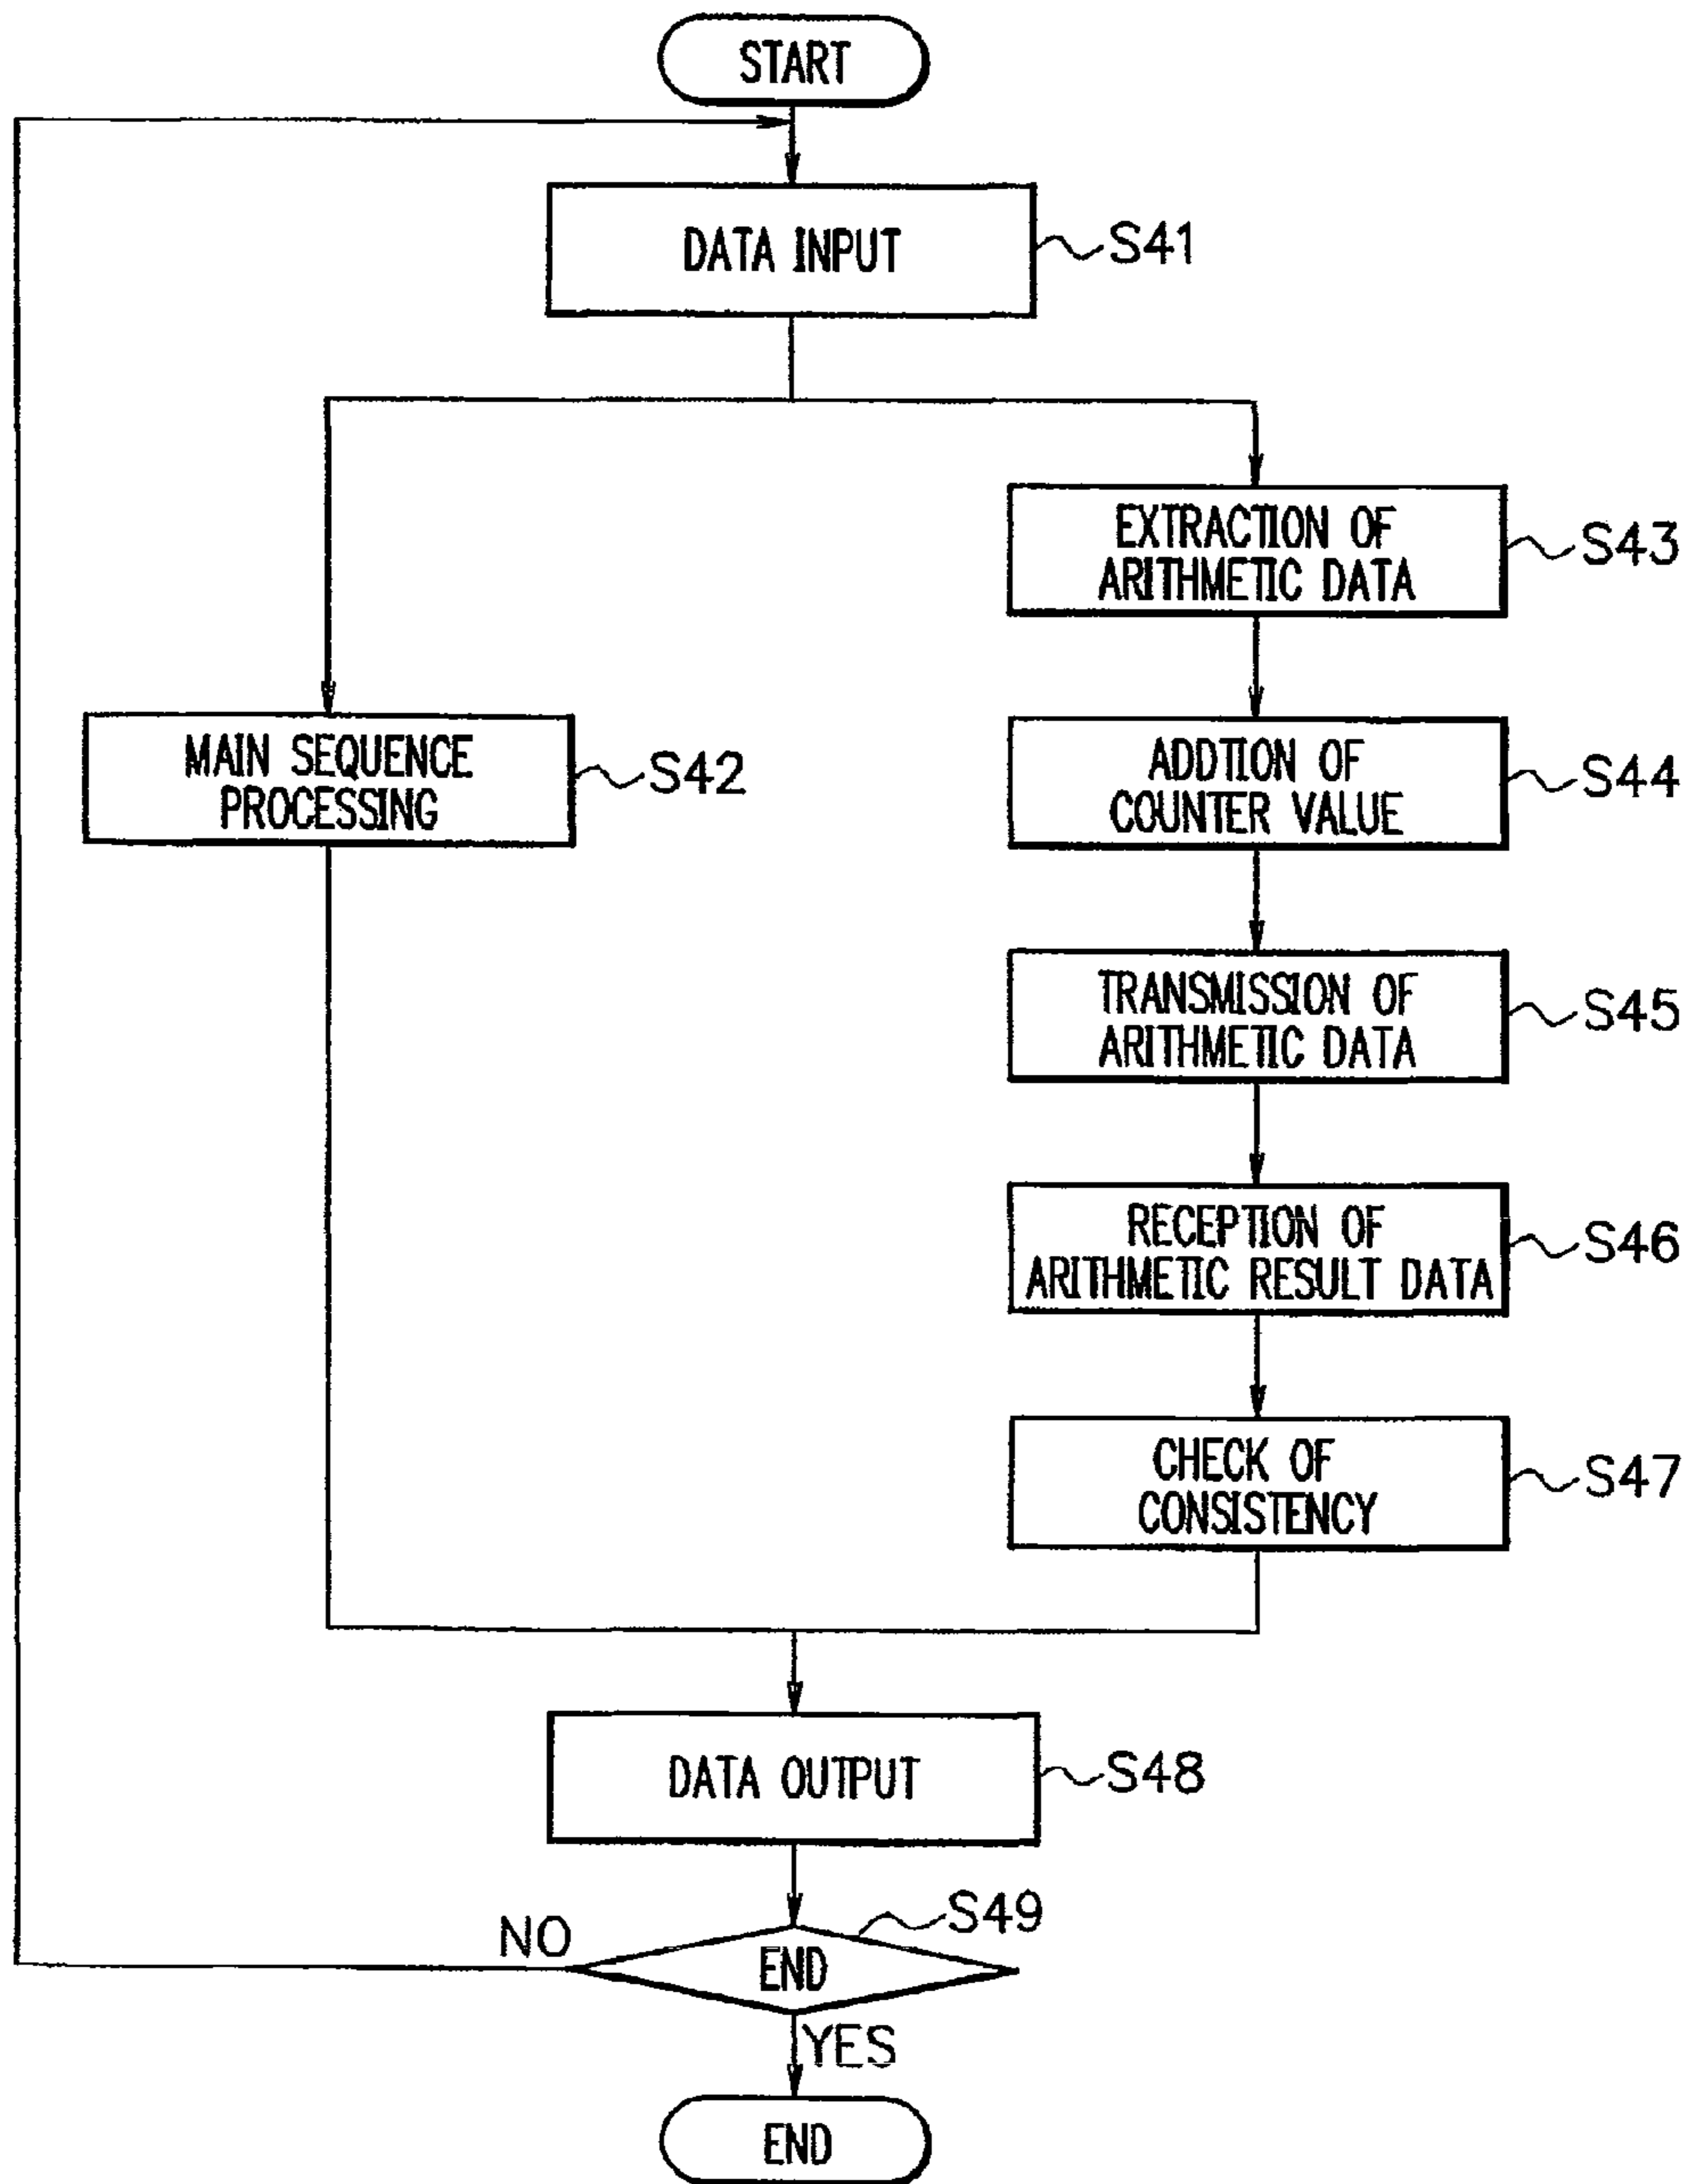 START
DATA INPUT
S41
EXTRACTION OF
ARITHMETIC DATA
S43
MAIN SEQUENCE
PROCESSING
S42
ADDTION OF
COUNTER VALUE
S44
TRANSMISSION OF
ARITHMETIC DATA
S45
RECEPTION OF
ARITHMETIC RESULT DATA
S46
CHECK OF
CONSISTENCY
S47
DATA OUTPUT
S48
S49
NO
END
YES
END